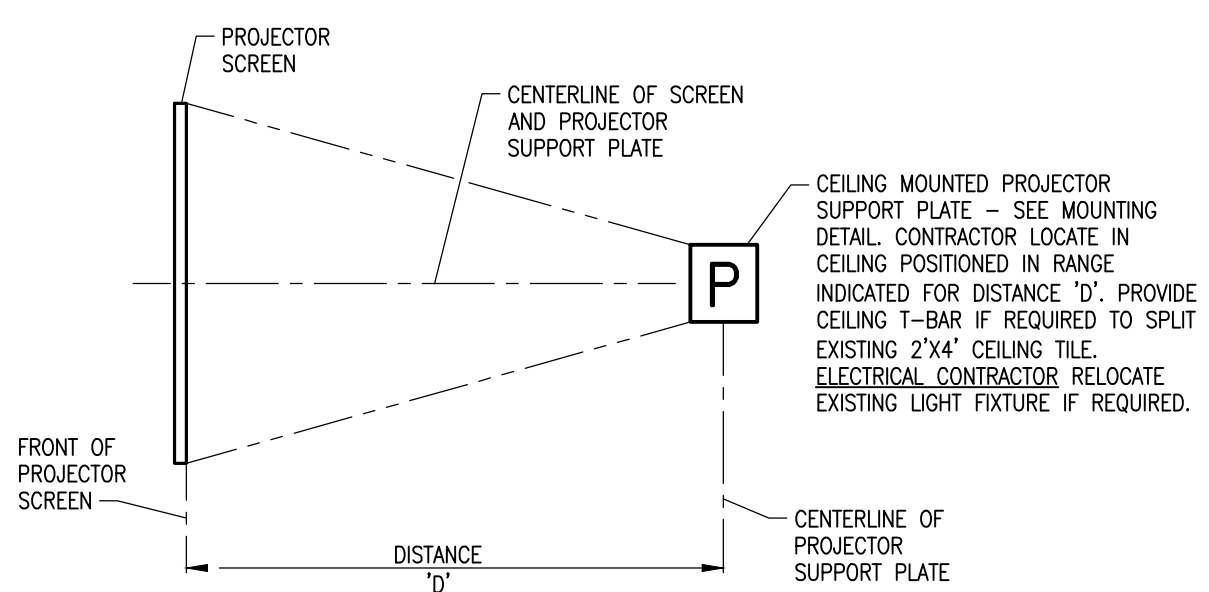 PROJECTOR
SCREEN
CENTERLINE OF SCREEN
AND PROJECTOR
SUPPORT PLATE
CEILING MOUNTED PROJECTOR
SUPPORT PLATE – SEE MOUNTING
DETAIL. CONTRACTOR LOCATE IN
CEILING POSITIONED IN RANGE
INDICATED FOR DISTANCE 'D'. PROVIDE
CEILING T-BAR IF REQUIRED TO SPLIT
EXISTING 2'X4' CEILING TILE.
ELECTRICAL CONTRACTOR RELOCATE
EXISTING LIGHT FIXTURE IF REQUIRED.
P
FRONT OF
PROJECTOR
SCREEN
DISTANCE
'D'
CENTERLINE OF
PROJECTOR
SUPPORT PLATE